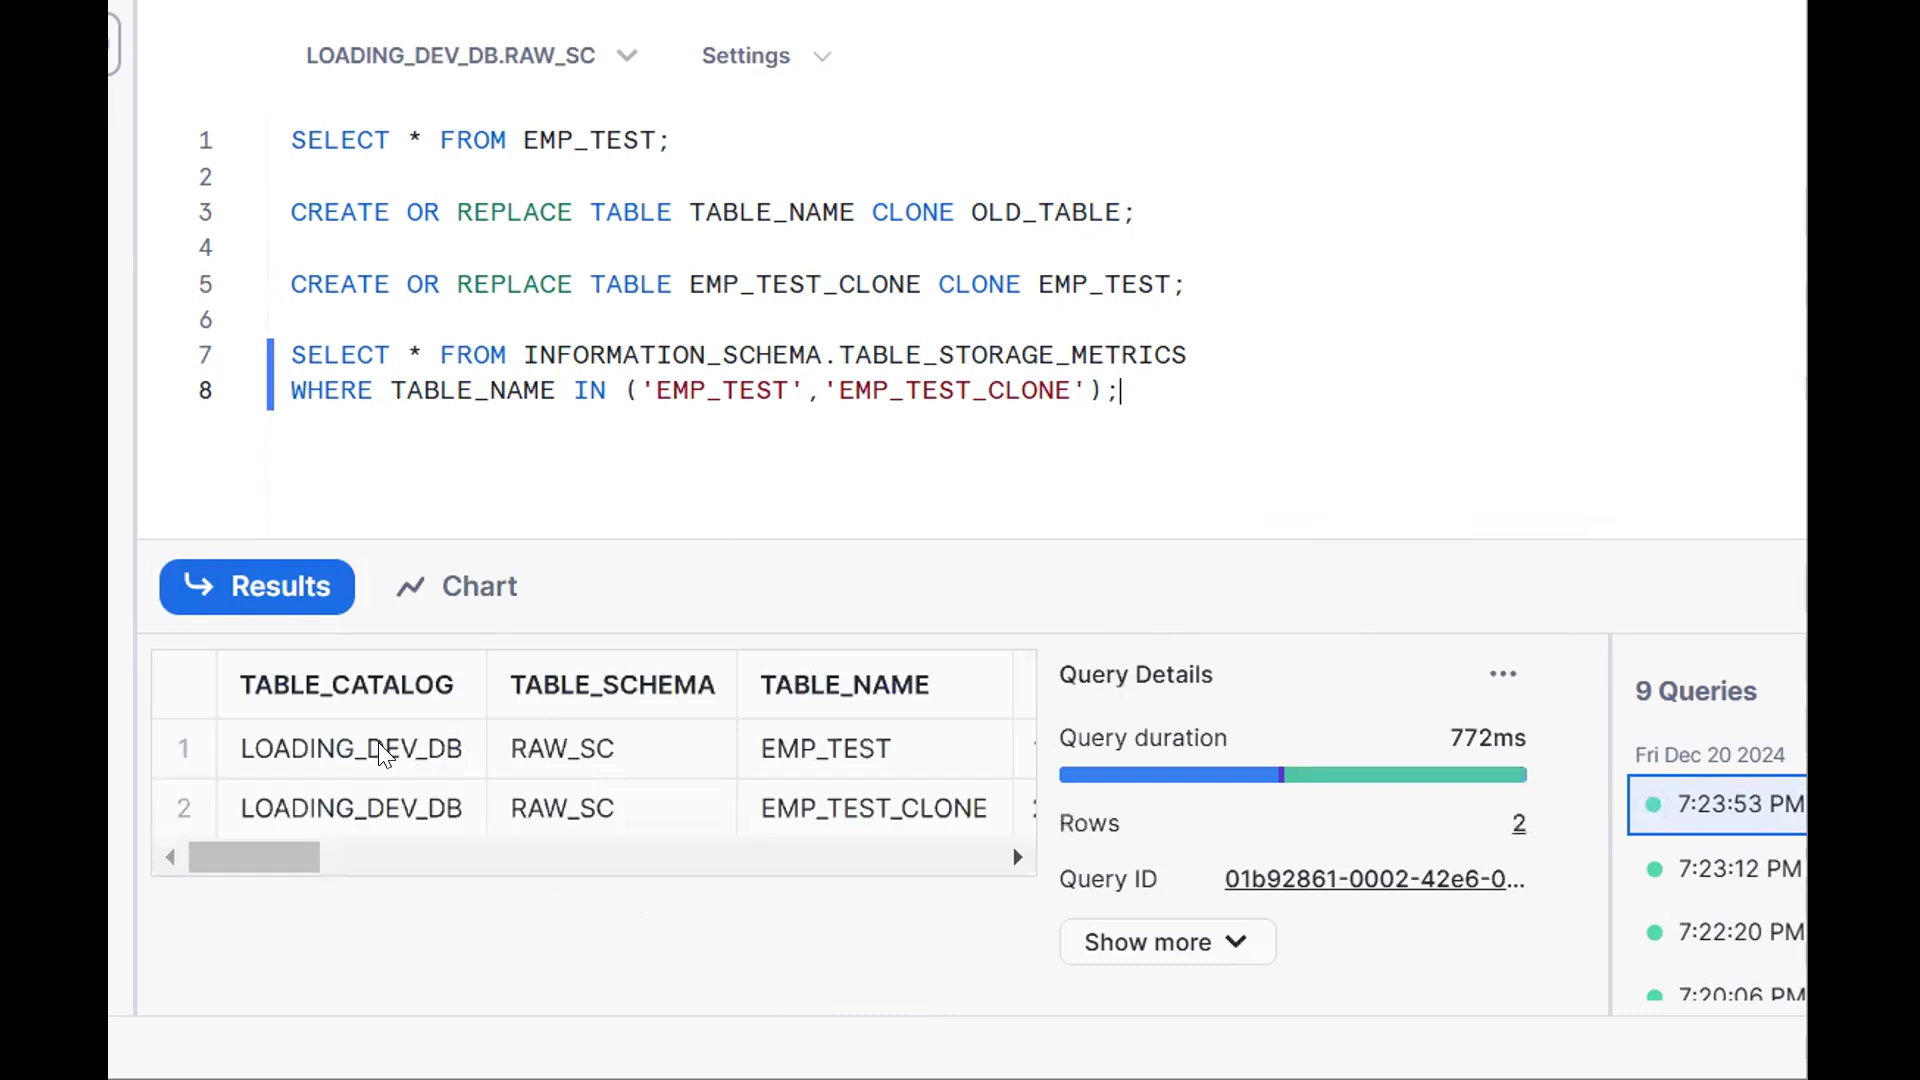 LOADING_DEV_DB.RAW_SC Settings
1 SELECT * FROM EMP_TEST;
2
3 CREATE OR REPLACE TABLE TABLE_NAME CLONE OLD_TABLE;
4
5 CREATE OR REPLACE TABLE EMP_TEST_CLONE CLONE EMP_TEST;
6
7 SELECT * FROM INFORMATION_SCHEMA.TABLE_STORAGE_METRICS
8 WHERE TABLE_NAME IN ('EMP_TEST','EMP_TEST_CLONE');
Results Chart
TABLE_CATALOG TABLE_SCHEMA TABLE_NAME
1 LOADING_DEV_DB RAW_SC EMP_TEST
2 LOADING_DEV_DB RAW_SC EMP_TEST_CLONE
Query Details ...
Query duration 772ms
Rows 2
Query ID 01b92861-0002-42e6-0...
Show more
9 Queries
Fri Dec 20 2024
7:23:53 PM
7:23:12 PM
7:22:20 PM
7:20:06 PM